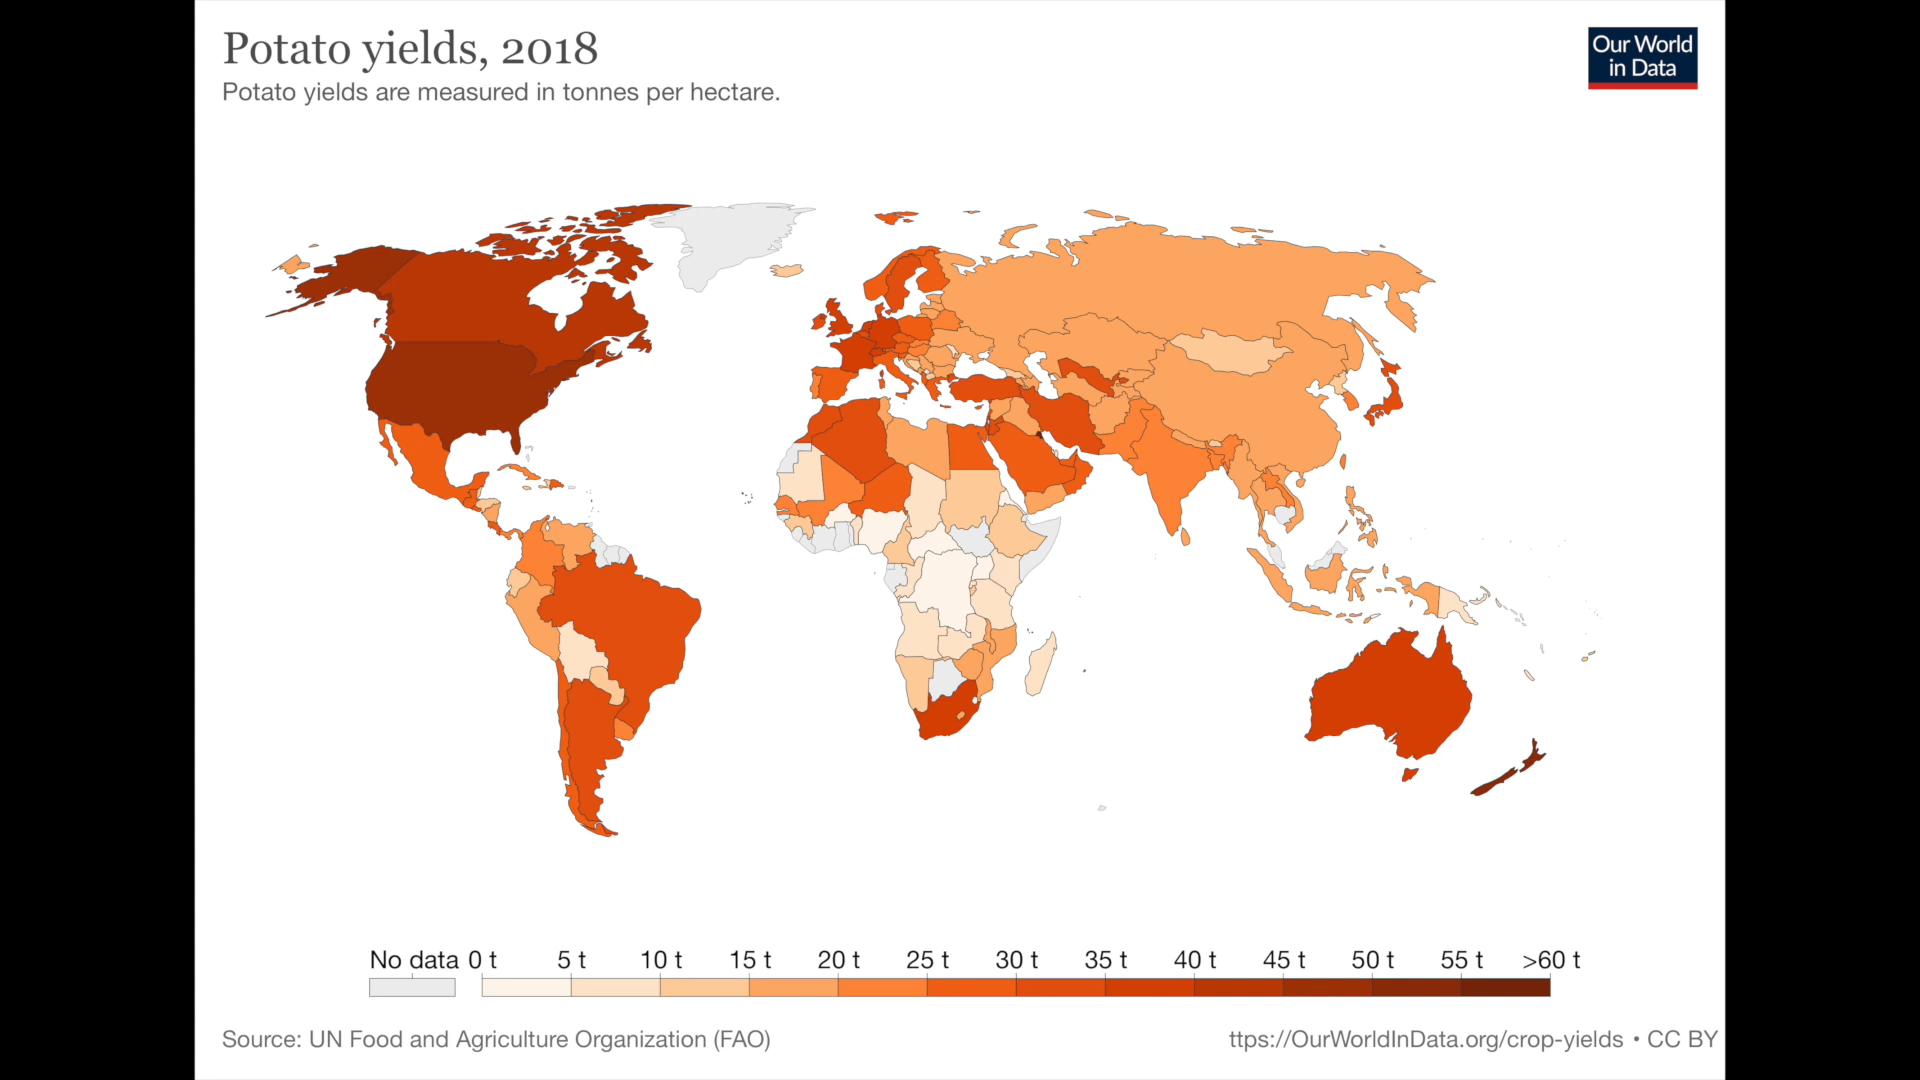 Potato yields, 2018
Our World
in Data
Potato yields are measured in tonnes per hectare.
No data 0 t 5 t 10 t 15 t 20 t 25 t 30 t 35 t 40 t 45 t 50 t 55 t >60 t
Source: UN Food and Agriculture Organization (FAO)
ttps://OurWorldInData.org/crop-yields • CC BY